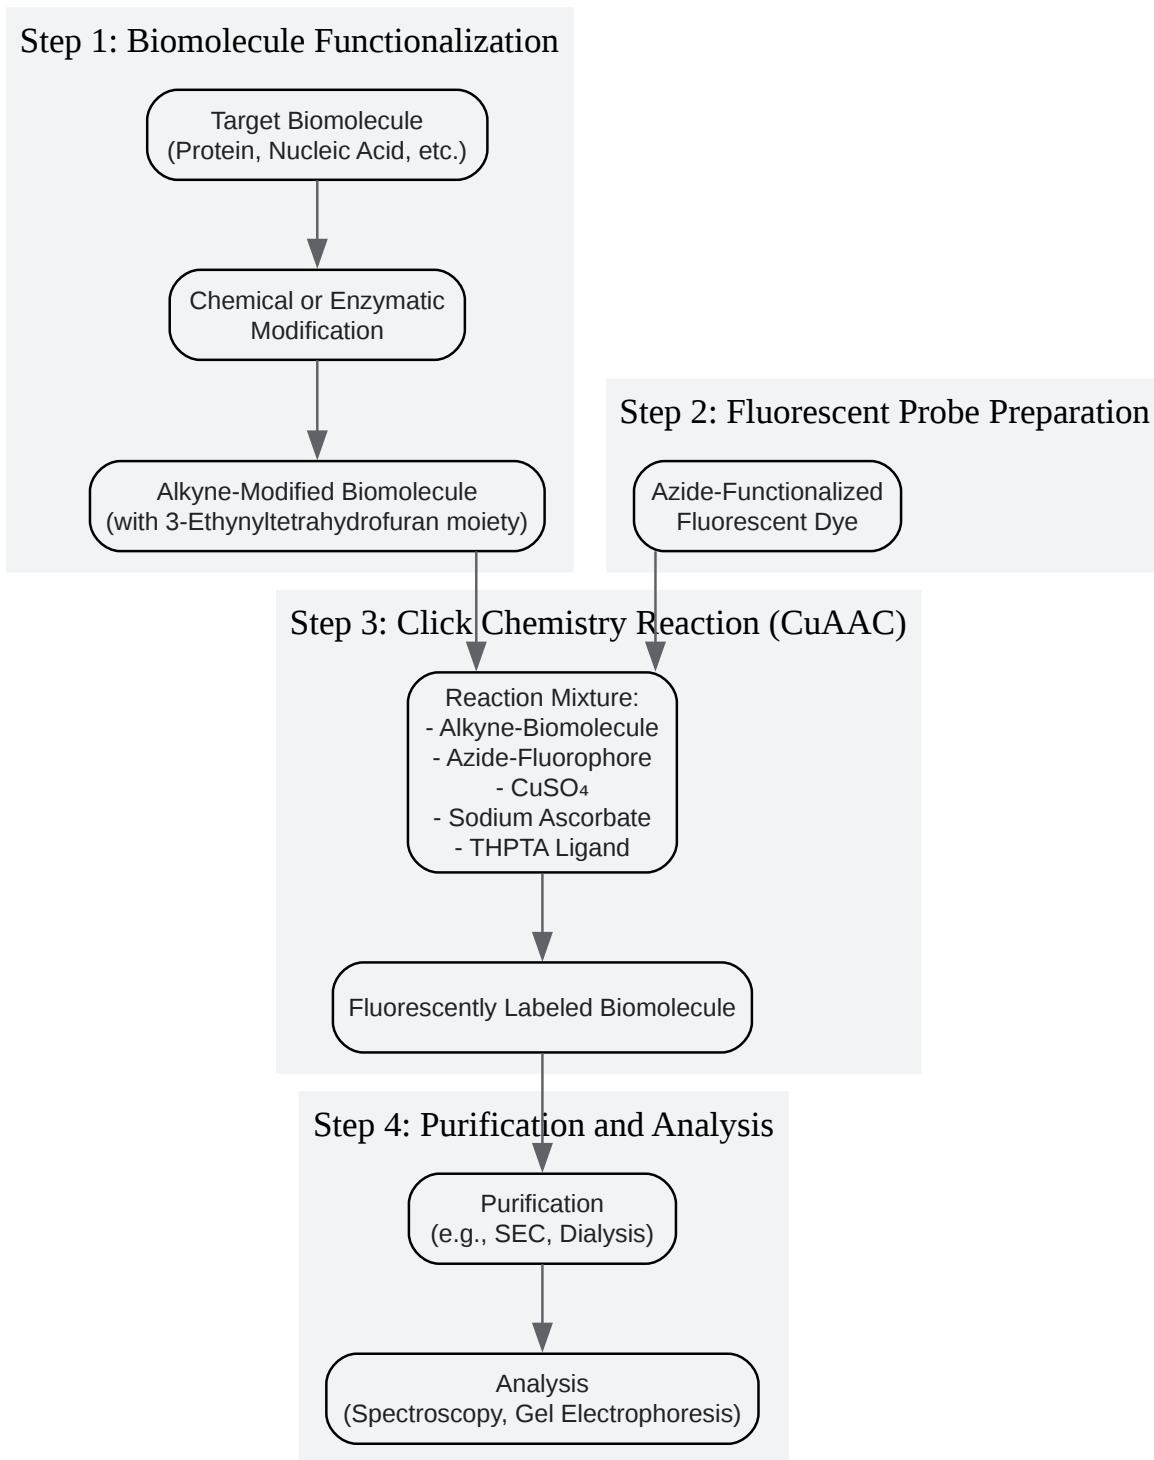 Step 1: Biomolecule Functionalization
Target Biomolecule
(Protein, Nucleic Acid, etc.)
Chemical or Enzymatic
Modification
Alkyne-Modified Biomolecule
(with 3-Ethynyltetrahydrofuran moiety)
Step 2: Fluorescent Probe Preparation
Azide-Functionalized
Fluorescent Dye
Step 3: Click Chemistry Reaction (CuAAC)
Reaction Mixture:
- Alkyne-Biomolecule
- Azide-Fluorophore
- CuSO₄
- Sodium Ascorbate
- THPTA Ligand
Fluorescently Labeled Biomolecule
Step 4: Purification and Analysis
Purification
(e.g., SEC, Dialysis)
Analysis
(Spectroscopy, Gel Electrophoresis)